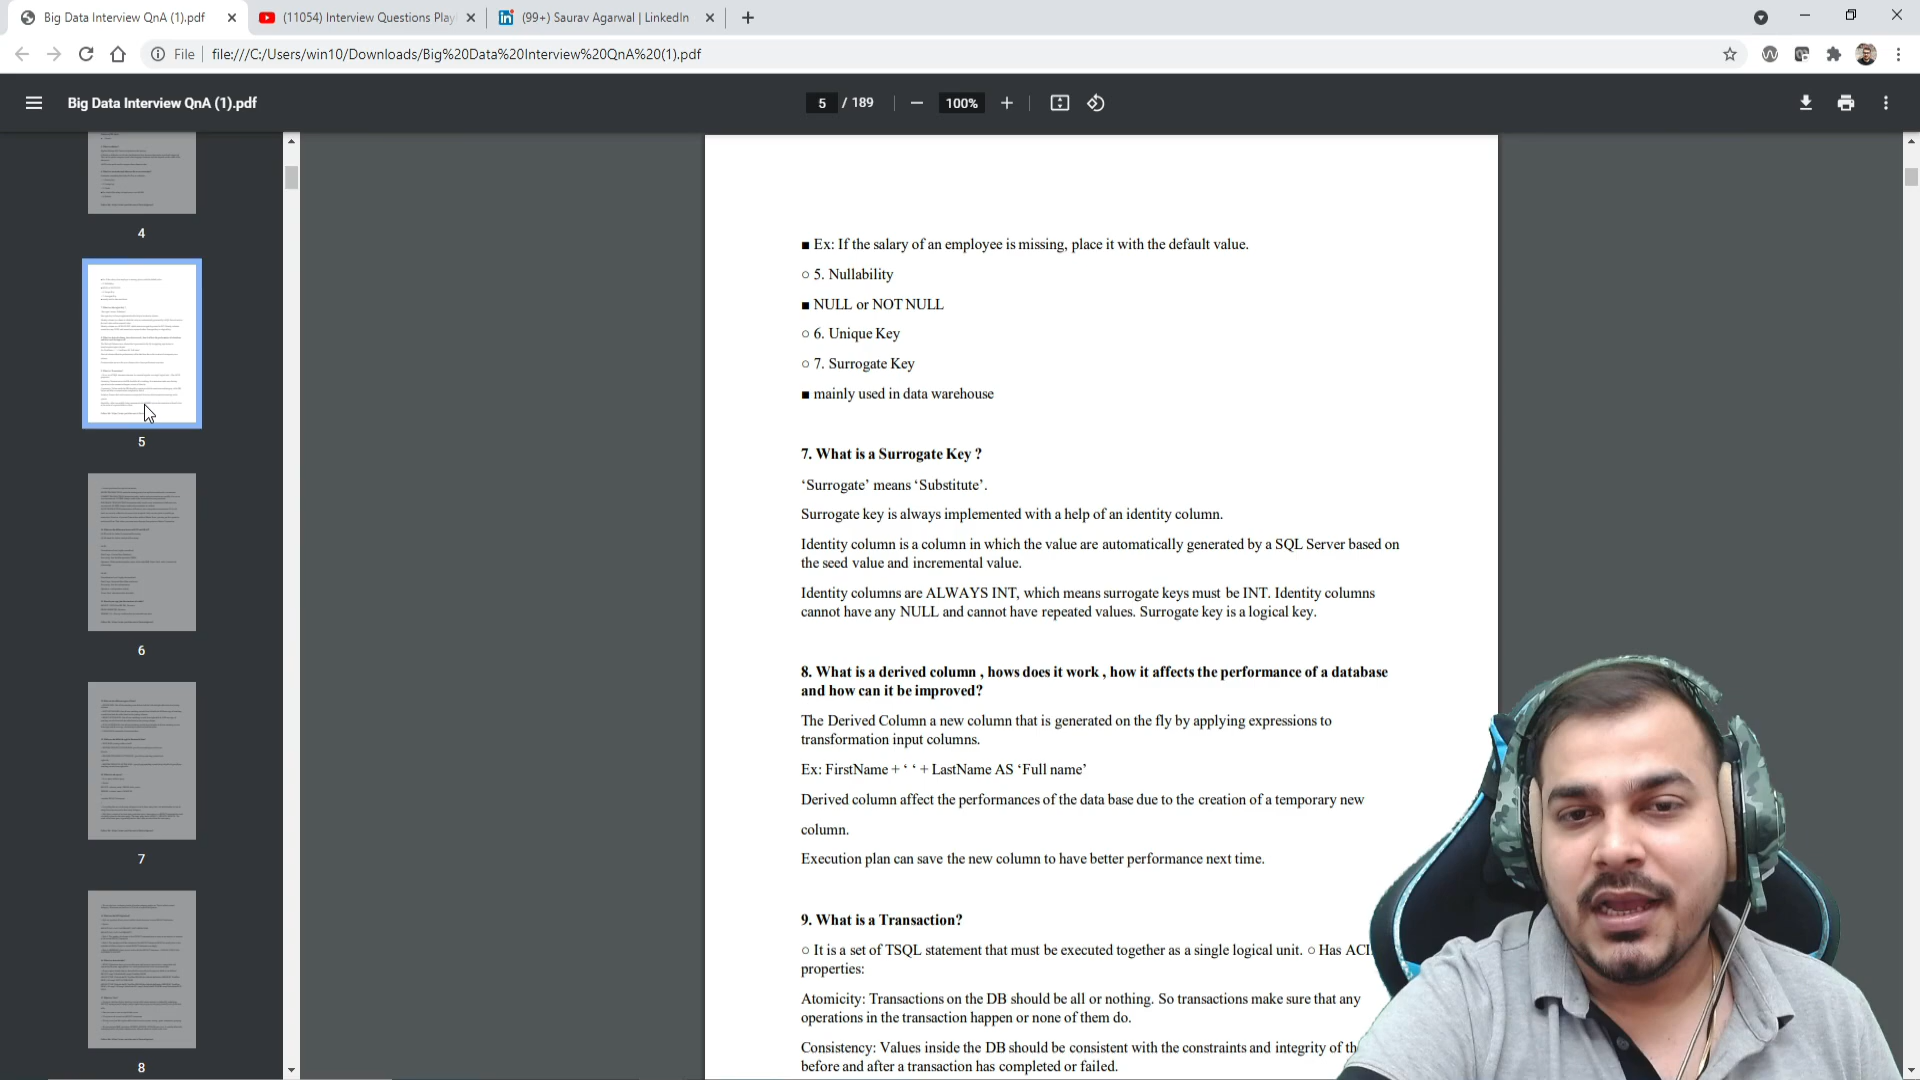 Big Data Interview QnA (1).pdf
(11054) Interview Questions Play
(99+) Saurav Agarwal | LinkedIn
File
file:///C:/Users/win10/Downloads/Big%20Data%20Interview%20QnA%20(1).pdf
Big Data Interview QnA (1).pdf
5 / 189
100%
4
5
6
7
8
■ Ex: If the salary of an employee is missing, place it with the default value.
○ 5. Nullability
■ NULL or NOT NULL
○ 6. Unique Key
○ 7. Surrogate Key
■ mainly used in data warehouse
7. What is a Surrogate Key ?
‘Surrogate’ means ‘Substitute’.
Surrogate key is always implemented with a help of an identity column.
Identity column is a column in which the value are automatically generated by a SQL Server based on
the seed value and incremental value.
Identity columns are ALWAYS INT, which means surrogate keys must be INT. Identity columns
cannot have any NULL and cannot have repeated values. Surrogate key is a logical key.
8. What is a derived column , hows does it work , how it affects the performance of a database
and how can it be improved?
The Derived Column a new column that is generated on the fly by applying expressions to
transformation input columns.
Ex: FirstName + ‘ ‘ + LastName AS ‘Full name’
Derived column affect the performances of the data base due to the creation of a temporary new
column.
Execution plan can save the new column to have better performance next time.
9. What is a Transaction?
○ It is a set of TSQL statement that must be executed together as a single logical unit. ○ Has ACI
properties:
Atomicity: Transactions on the DB should be all or nothing. So transactions make sure that any
operations in the transaction happen or none of them do.
Consistency: Values inside the DB should be consistent with the constraints and integrity of th
before and after a transaction has completed or failed.